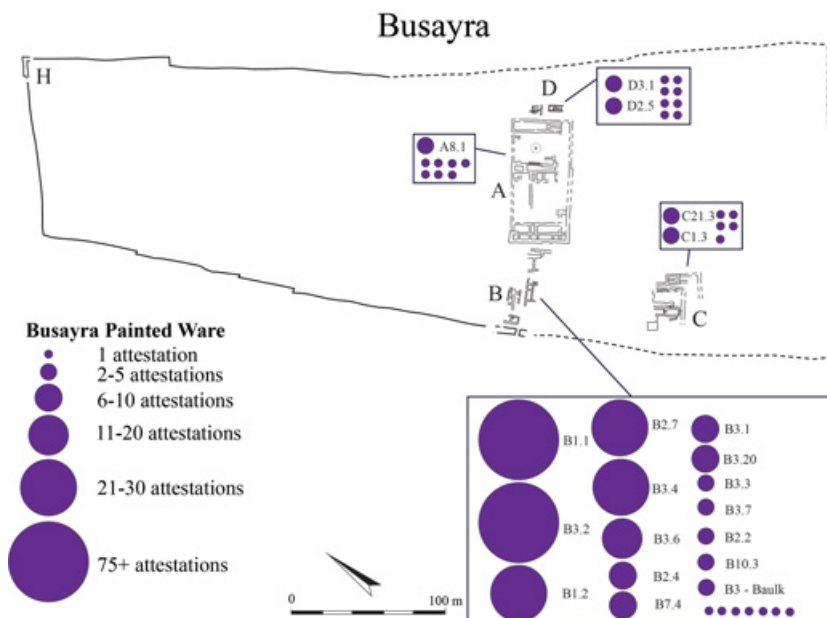 Busayra
H
D
D3.1
D2.5
A8.1
A
C21.3
C1.3
B
C
Busayra Painted Ware
1 attestation
2-5 attestations
6-10 attestations
11-20 attestations
21-30 attestations
75+ attestations
0 100 m
B1.1
B3.2
B1.2
B2.7
B3.4
B3.6
B2.4
B7.4
B3.1
B3.20
B3.3
B3.7
B2.2
B10.3
B3 - Baulk